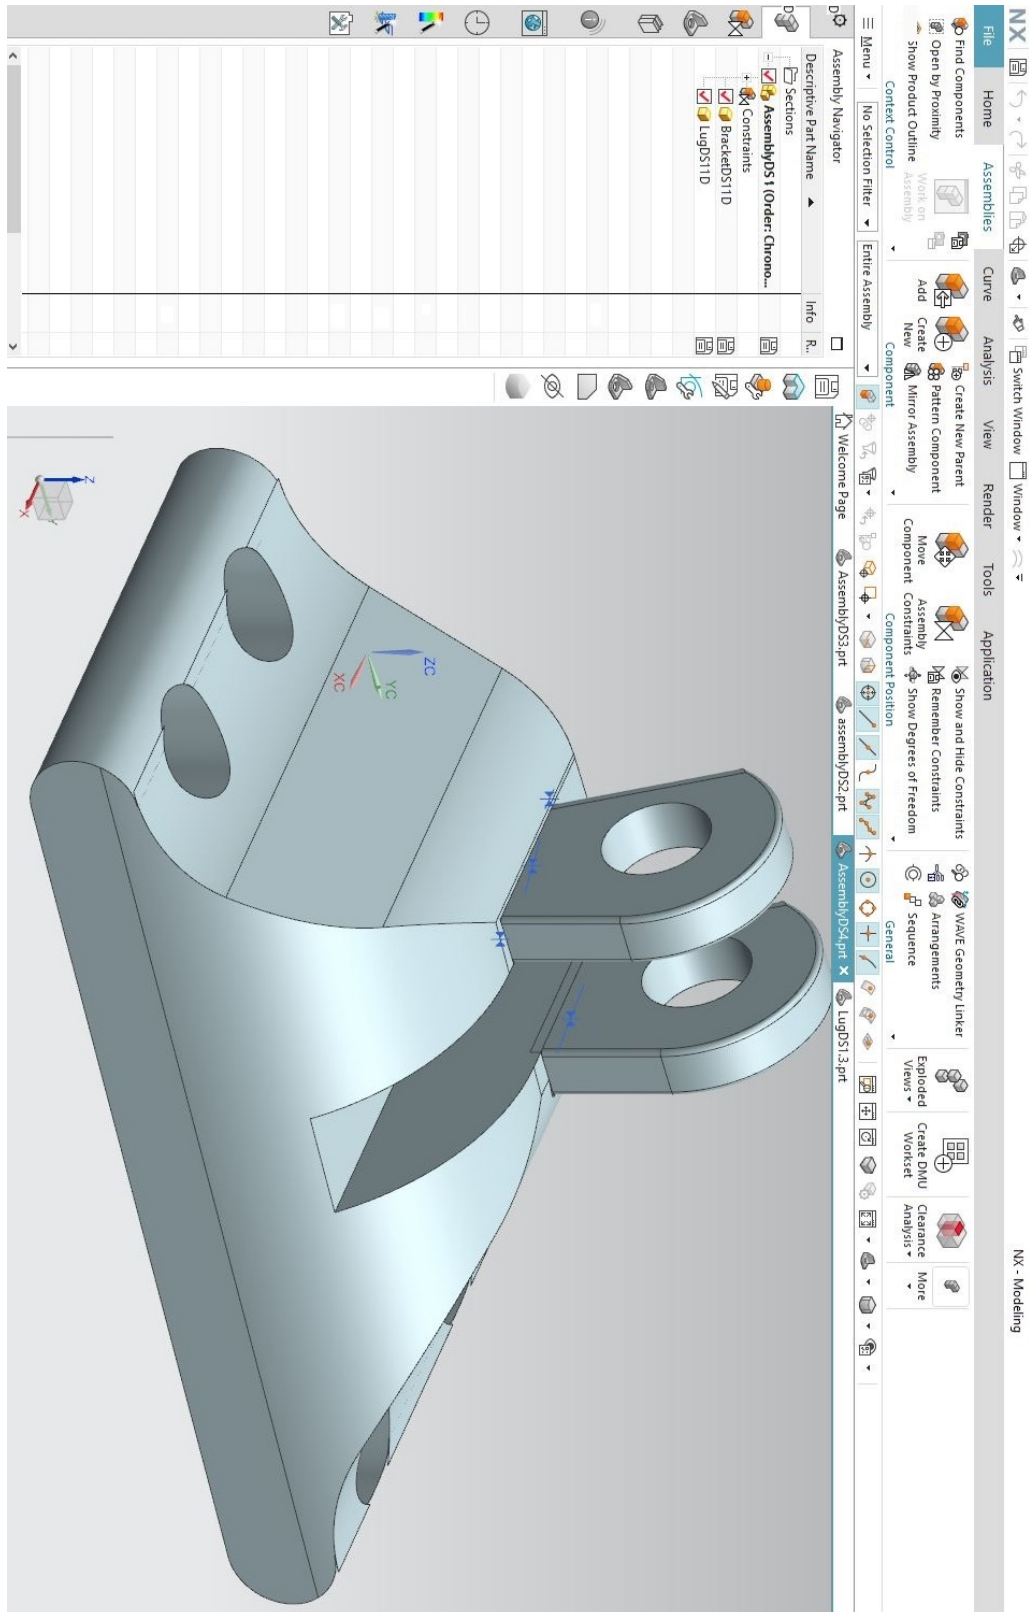 NX
Switch Window
Window
NX - Modeling
File
Home
Assemblies
Curve
Analysis
View
Render
Tools
Application
Find Components
Open by Proximity
Show Product Outline
Work on
Assembly
Context Control
Add
Create
New
Create New Parent
Pattern Component
Mirror Assembly
Component
Move
Component
Assembly
Constraints
Show and Hide Constraints
Remember Constraints
Show Degrees of Freedom
Component Position
WAVE Geometry Linker
Arrangements
Sequence
General
Exploded
Views
Create DMU
Workset
Clearance
Analysis
More
Menu
No Selection Filter
Entire Assembly
Assembly Navigator
Descriptive Part Name
Info
R..
Sections
AssemblyDS1 (Order: Chrono...
Constraints
BracketDS11D
LugDS11D
Welcome Page
AssemblyDS3.prt
assemblyDS2.prt
AssemblyDS4.prt
LugDS1.3.prt
ZC
YC
XC
Z
Y
X